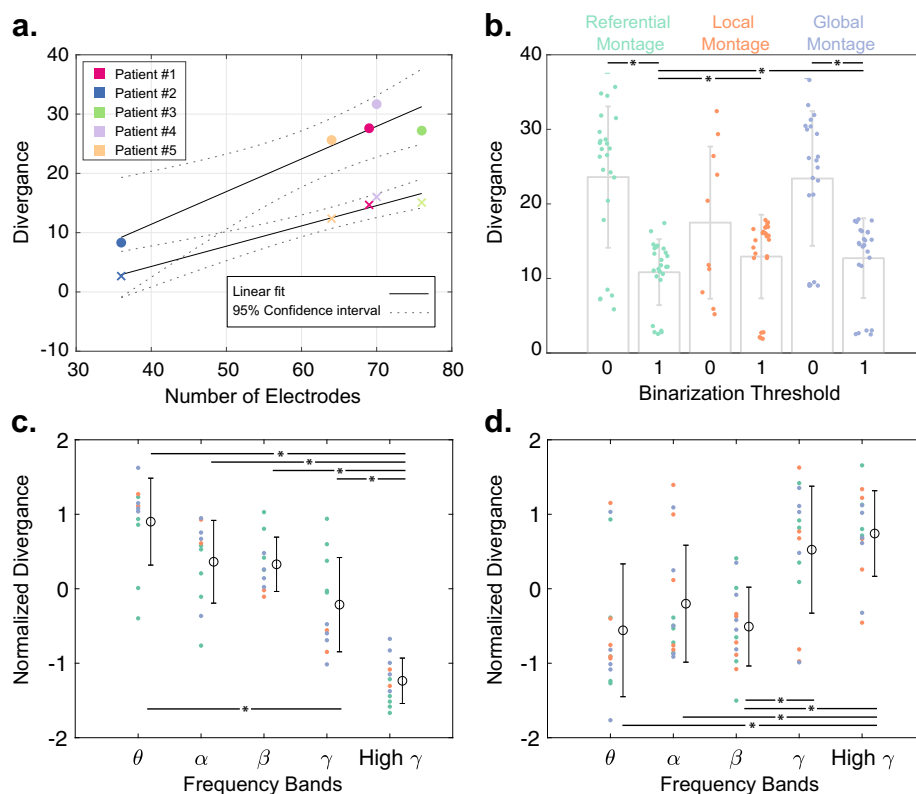 a.
40
30
20
10
0
-10
30
40
50
60
70
80
Divergance
Number of Electrodes
Patient #1
Patient #2
Patient #3
Patient #4
Patient #5
Linear fit
95% Confidence interval
b.
Referential
Montage
Local
Montage
Global
Montage
40
30
20
10
0
* * * *
*
Divergance
0 1 0 1 0 1
Binarization Threshold
c.
2
1
0
-1
-2
Normalized Divergance
*
*
*
*
*
θ α β γ High γ
Frequency Bands
d.
2
1
0
-1
-2
Normalized Divergance
*
*
*
*
θ α β γ High γ
Frequency Bands